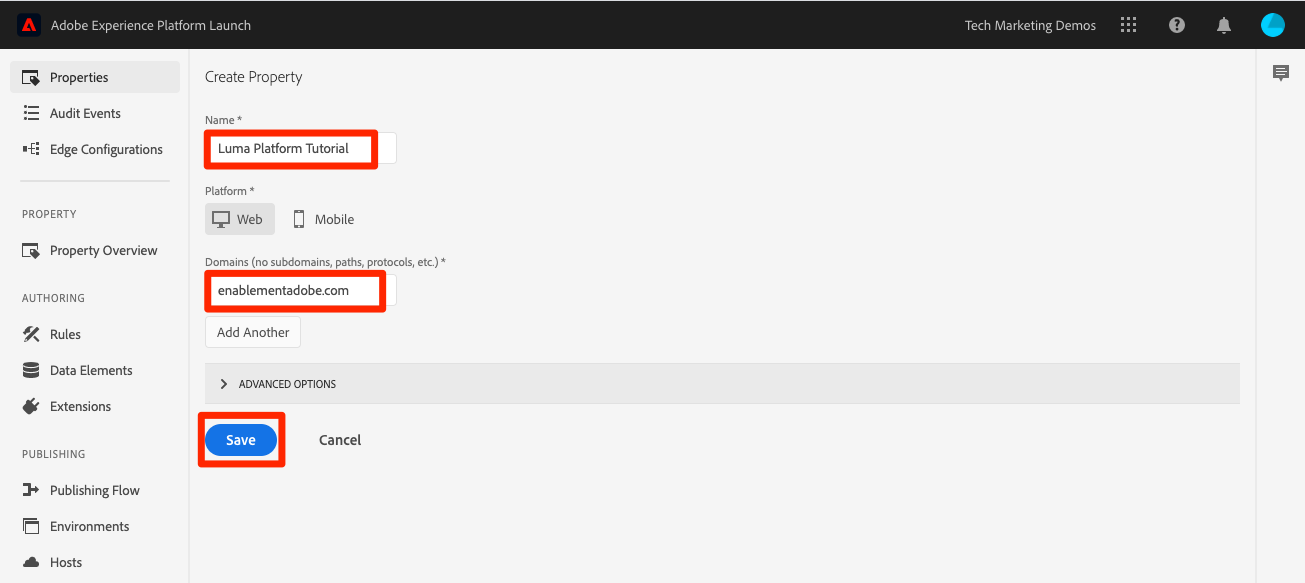 Adobe Experience Platform Launch
Tech Marketing Demos
Properties
Audit Events
Edge Configurations
PROPERTY
Property Overview
AUTHORING
Rules
Data Elements
Extensions
PUBLISHING
Publishing Flow
Environments
Hosts
Create Property
Name *
Luma Platform Tutorial
Platform *
Web Mobile
Domains (no subdomains, paths, protocols, etc.) *
enablementadobe.com
Add Another
ADVANCED OPTIONS
Save Cancel